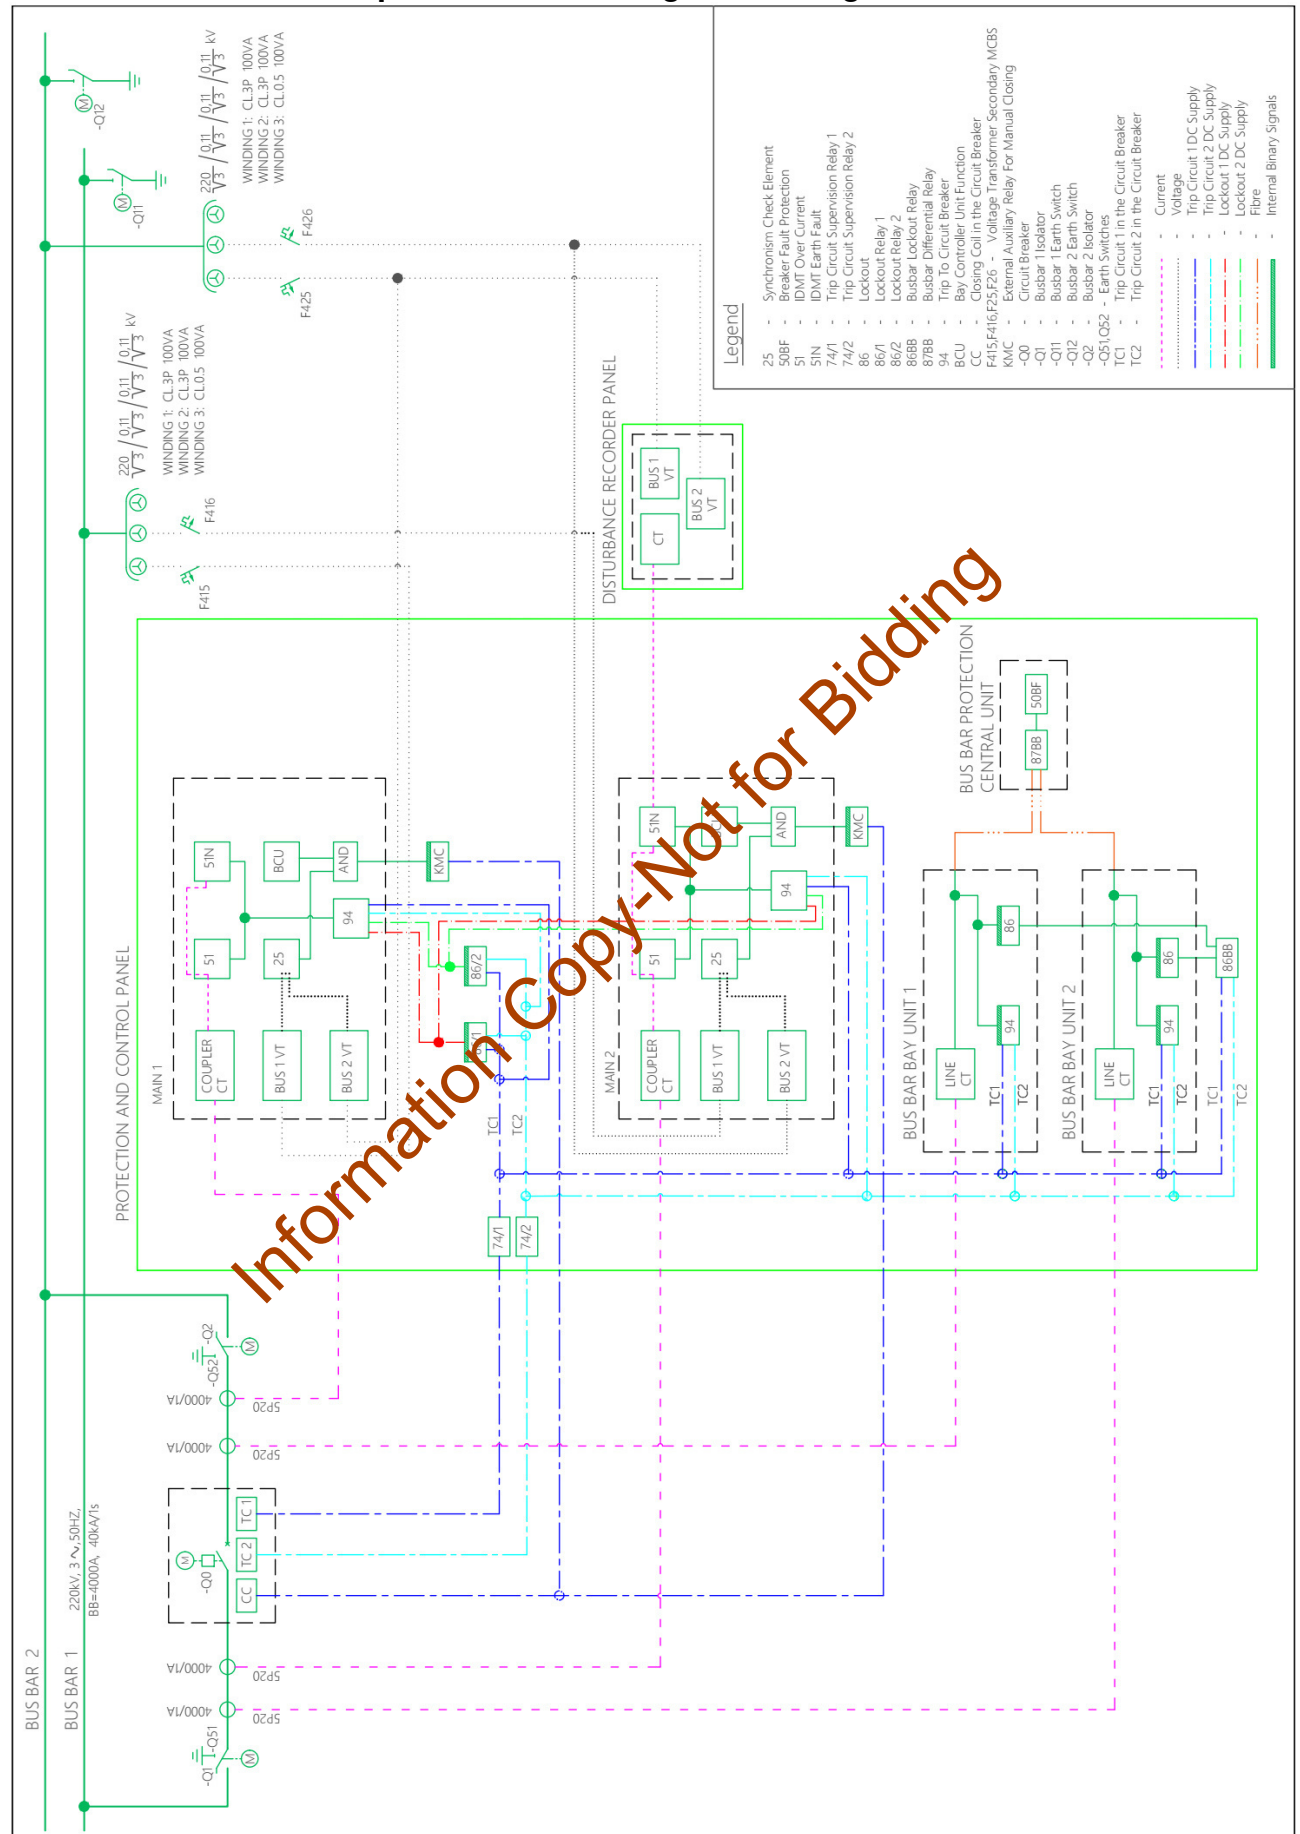 BUS BAR 2
BUS BAR 1
220kV, 3 ~,50HZ,
BB=4000A, 40kA/1s
-Q12
M
-Q11
M
220/√3 / 0,11/√3 / 0,11/√3 / 0,11/√3 kV
WINDING 1: CL.3P 100VA
WINDING 2: CL.3P 100VA
WINDING 3: CL.0.5 100VA
F415
F416
220/√3 / 0,11/√3 / 0,11/√3 kV
WINDING 1: CL.3P 100VA
WINDING 2: CL.3P 100VA
WINDING 3: CL.0.5 100VA
F425
F426
-Q1
-Q51
M
4000/1A
5P20
4000/1A
5P20
-Q0
M
CC
TC 2
TC 1
4000/1A
5P20
4000/1A
5P20
-Q52
-Q2
M
PROTECTION AND CONTROL PANEL
MAIN 1
COUPLER
CT
51
51N
BUS 1 VT
25
BCU
BUS 2 VT
94
AND
KMC
86/2
TC1
TC2
74/1
74/2
MAIN 2
COUPLER
CT
51
51N
BUS 1 VT
25
BUS 2 VT
94
AND
KMC
DISTURBANCE RECORDER PANEL
CT
BUS 1
VT
BUS 2
VT
BUS BAR PROTECTION
CENTRAL UNIT
87BB
50BF
BUS BAR BAY UNIT 1
LINE
CT
94
86
TC1
TC2
BUS BAR BAY UNIT 2
LINE
CT
94
86
TC1
TC2
86BB
TC1
TC2
Legend
25 - Synchronism Check Element
50BF - Breaker Fault Protection
51 - IDMT Over Current
51N - IDMT Earth Fault
74/1 - Trip Circuit Supervision Relay 1
74/2 - Trip Circuit Supervision Relay 2
86 - Lockout
86/1 - Lockout Relay 1
86/2 - Lockout Relay 2
86BB - Busbar Lockout Relay
87BB - Busbar Differential Relay
94 - Trip To Circuit Breaker
BCU - Bay Controller Unit Function
CC - Closing Coil in the Circuit Breaker
F415,F416,F25,F26 - Voltage Transformer Secondary MCBS
KMC - External Auxiliary Relay For Manual Closing
-Q0 - Circuit Breaker
-Q1 - Busbar 1 Isolator
-Q11 - Busbar 1 Earth Switch
-Q12 - Busbar 2 Earth Switch
-Q2 - Busbar 2 Isolator
-Q51,Q52 - Earth Switches
TC1 - Trip Circuit 1 in the Circuit Breaker
TC2 - Trip Circuit 2 in the Circuit Breaker
- Current
- Voltage
- Trip Circuit 1 DC Supply
- Trip Circuit 2 DC Supply
- Lockout 1 DC Supply
- Lockout 2 DC Supply
- Fibre
- Internal Binary Signals
Information Copy-Not for Bidding